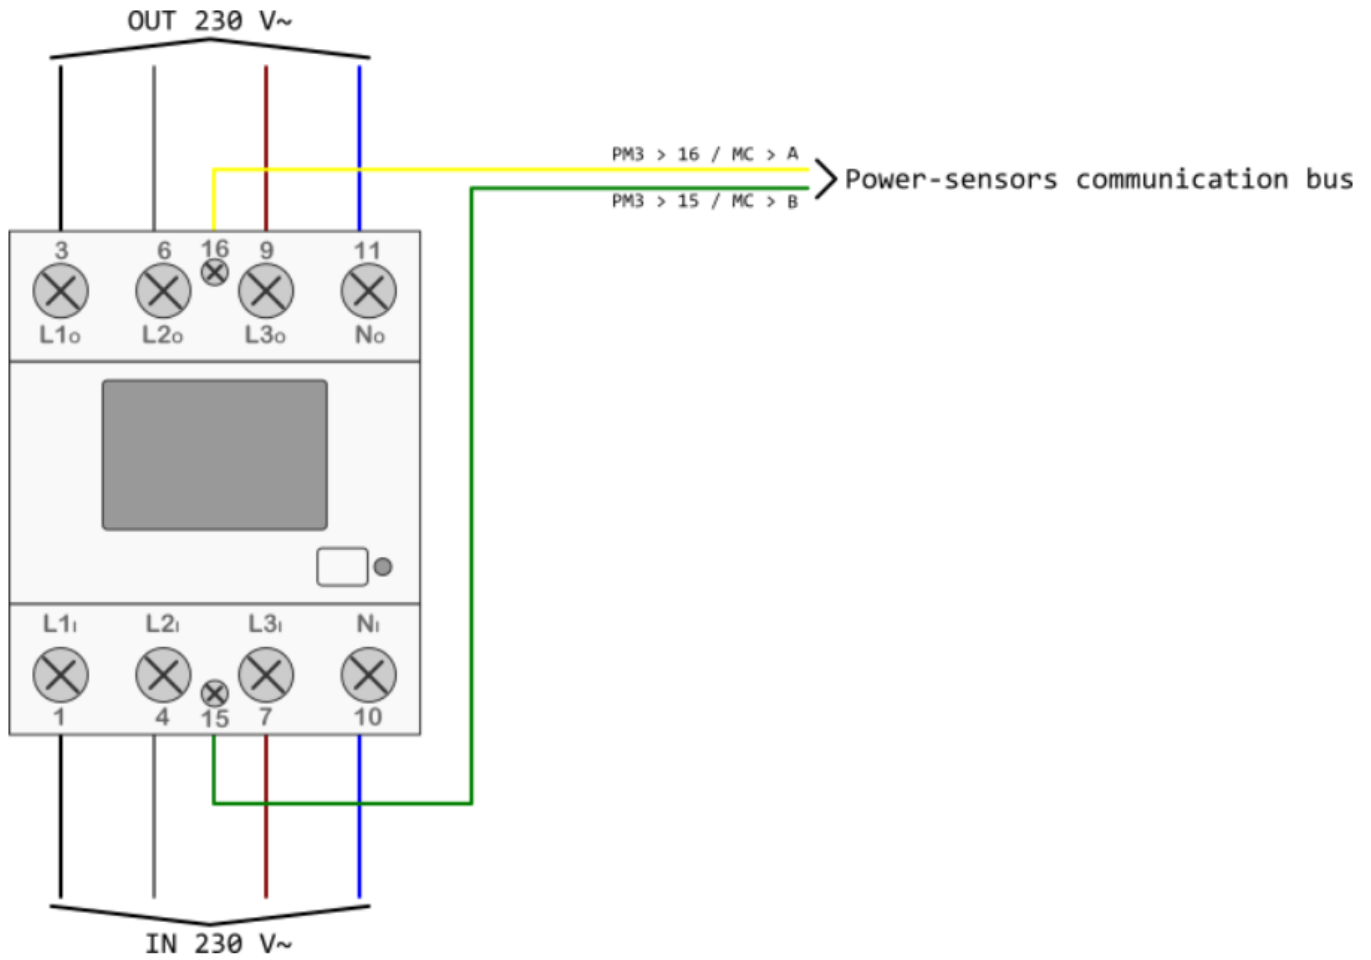 OUT 230 V~
PM3 > 16 / MC > A
Power-sensors communication bus
PM3 > 15 / MC > B
3 6 16 9 11
L1o L2o L3o No
L1I L2I L3I NI
1 4 15 7 10
IN 230 V~